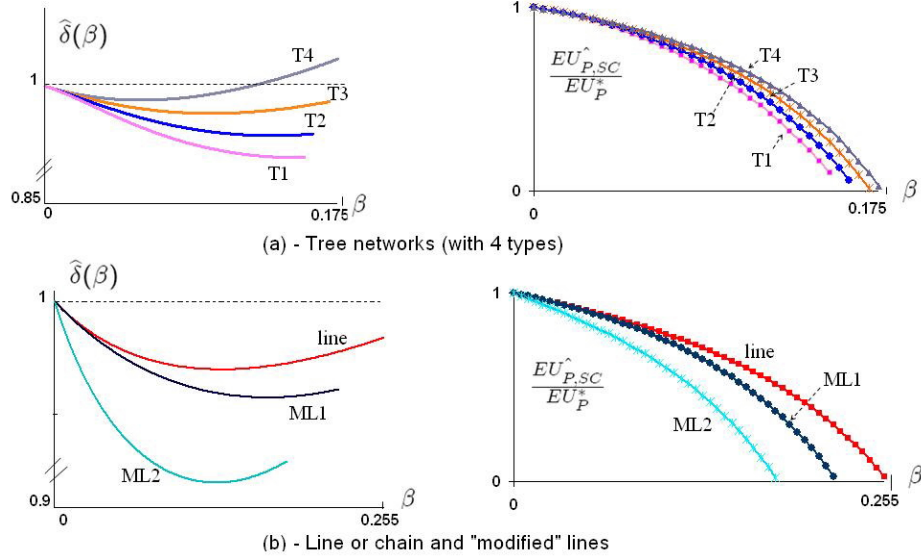 δ̂(β)
1
T4
T3
T2
T1
0.85
0
0.175
β
1
EU^_P,SC
EU*_P
T4
T3
T2
T1
0
0
0.175
β
(a) - Tree networks (with 4 types)
δ̂(β)
1
line
ML1
ML2
0.9
0
0.255
β
1
EU^_P,SC
EU*_P
line
ML1
ML2
0
0
0.255
β
(b) - Line or chain and "modified" lines